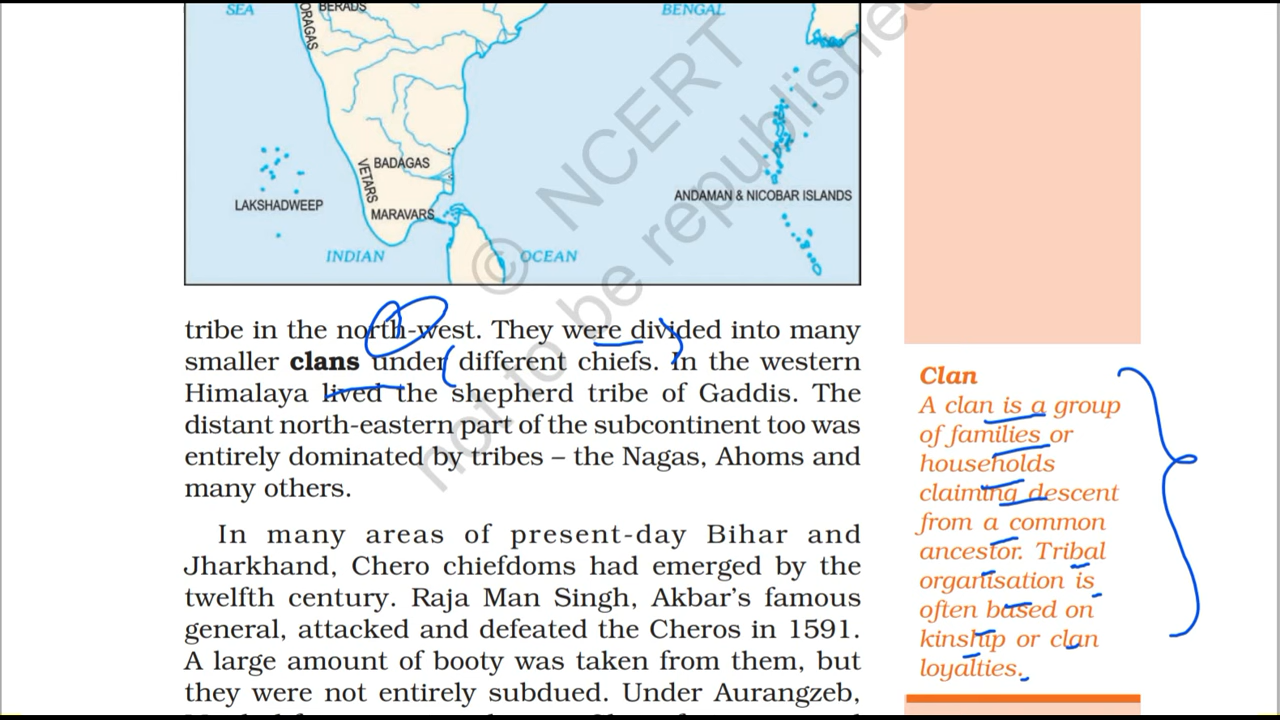 SEA
ORAGAS
BERADS
BENGAL
VETARS
BADAGAS
LAKSHADWEEP
MARAVARS
ANDAMAN & NICOBAR ISLANDS
INDIAN
OCEAN
© NCERT
not to be republished
tribe in the north-west. They were divided into many
smaller clans under different chiefs. In the western
Himalaya lived the shepherd tribe of Gaddis. The
distant north-eastern part of the subcontinent too was
entirely dominated by tribes – the Nagas, Ahoms and
many others.
In many areas of present-day Bihar and
Jharkhand, Chero chiefdoms had emerged by the
twelfth century. Raja Man Singh, Akbar's famous
general, attacked and defeated the Cheros in 1591.
A large amount of booty was taken from them, but
they were not entirely subdued. Under Aurangzeb,
Clan
A clan is a group
of families or
households
claiming descent
from a common
ancestor. Tribal
organisation is
often based on
kinship or clan
loyalties.